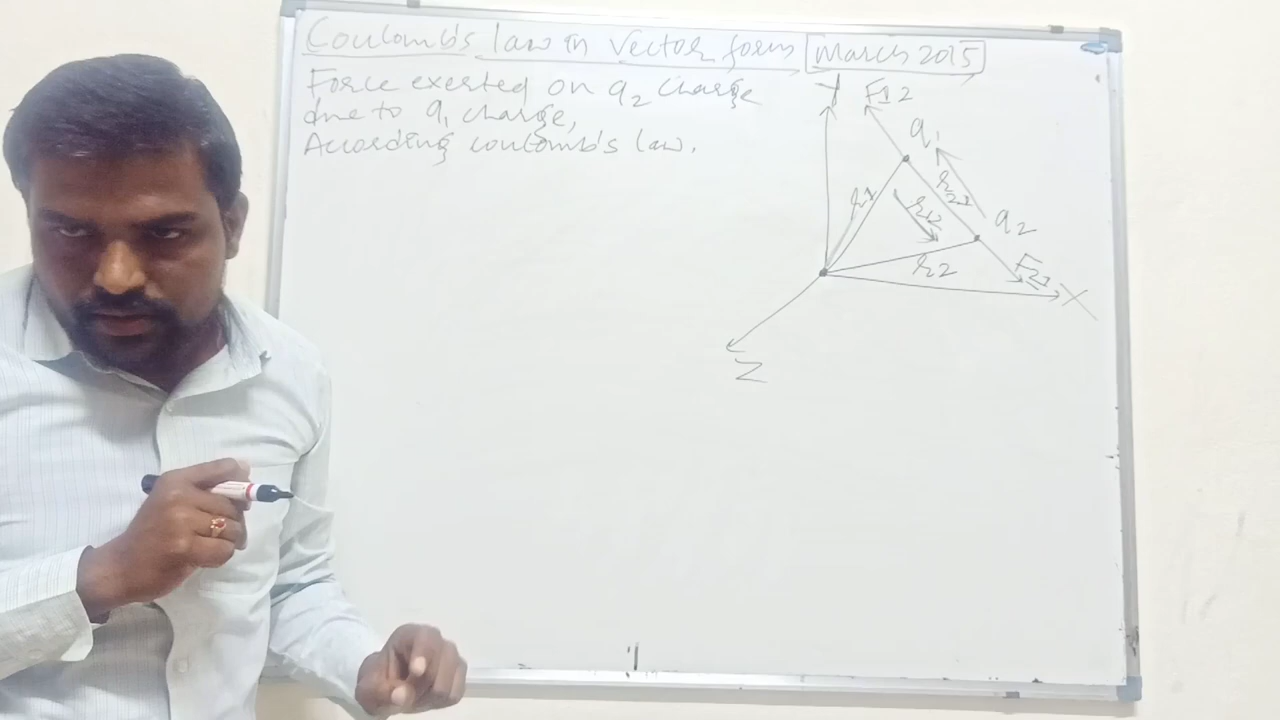 Coulomb's law in vector form March 2015
Force exerted on q2 charge
due to q1 charge,
According coulomb's law.
Y
F12
q1
r21
r1
r12
q2
r2
F21
X
Z